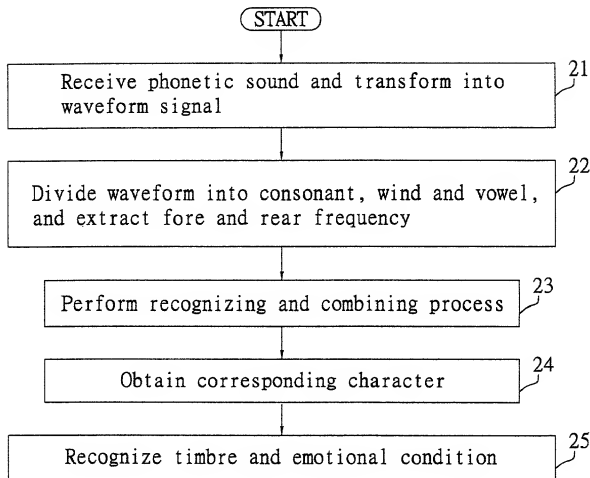 START
Receive phonetic sound and transform into
waveform signal
21
Divide waveform into consonant, wind and vowel,
and extract fore and rear frequency
22
Perform recognizing and combining process
23
Obtain corresponding character
24
Recognize timbre and emotional condition
25